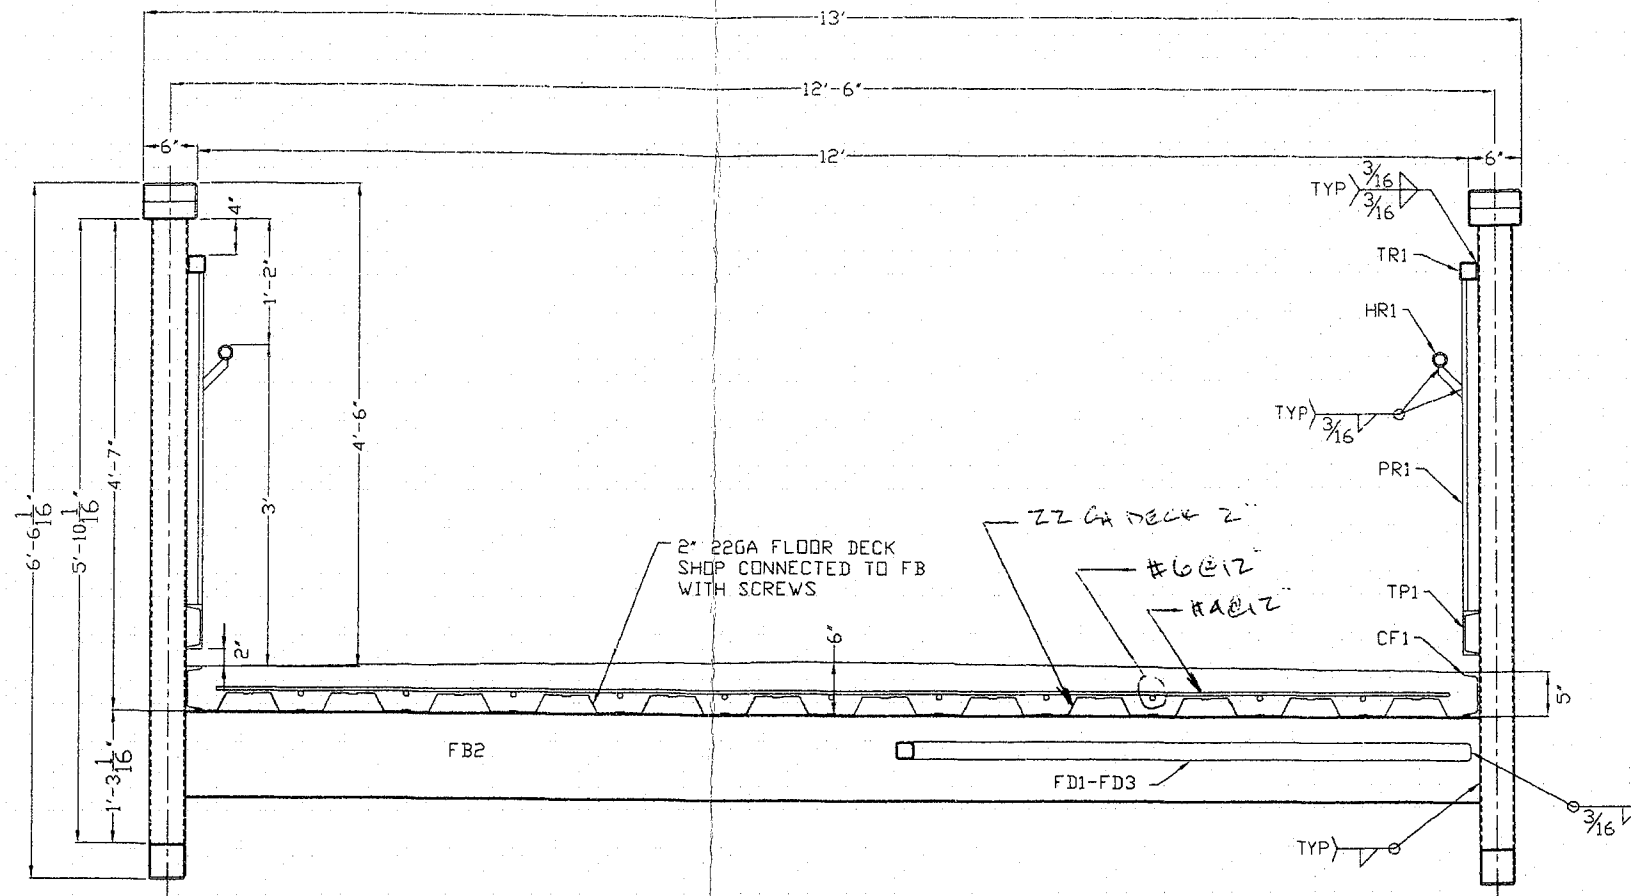 13'
12'-6"
12'
6"
6"
TYP 3/16
3/16
4"
TR1
1'-2"
HR1
4'-6"
TYP 3/16
4'-7"
PR1
3'
5'-10 1/16"
6'-6 1/16"
22 GA DECK 2"
2" 22GA FLOOR DECK
SHOP CONNECTED TO FB
WITH SCREWS
#6@12"
#4@12"
TP1
CF1
2"
6"
5"
1'-3 1/16"
FB2
FD1-FD3
3/16
TYP